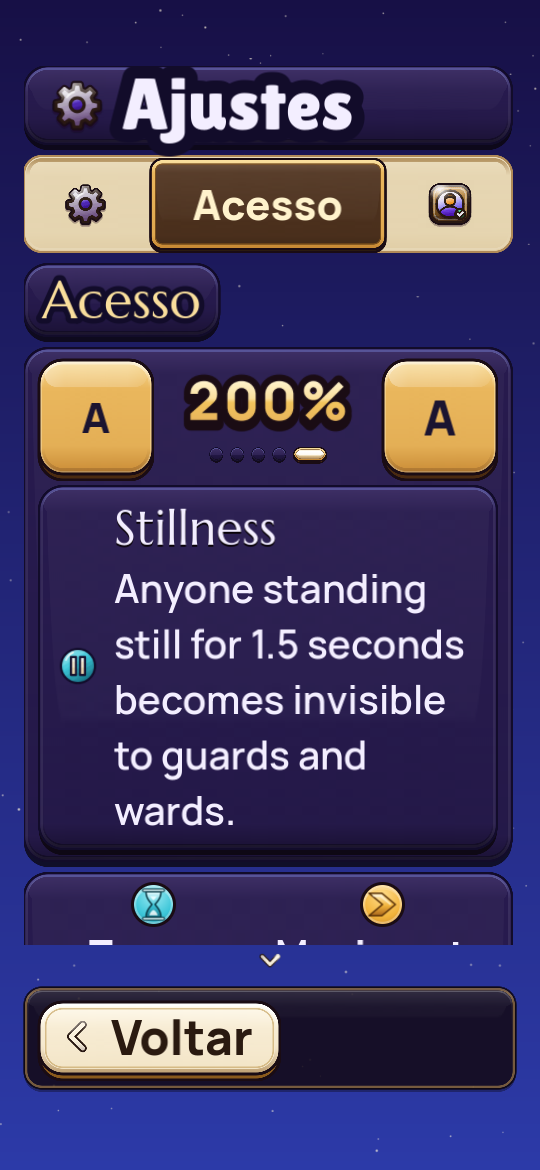 Ajustes
Acesso
Acesso
A
200%
A
Stillness
Anyone standing
still for 1.5 seconds
becomes invisible
to guards and
wards.
Voltar